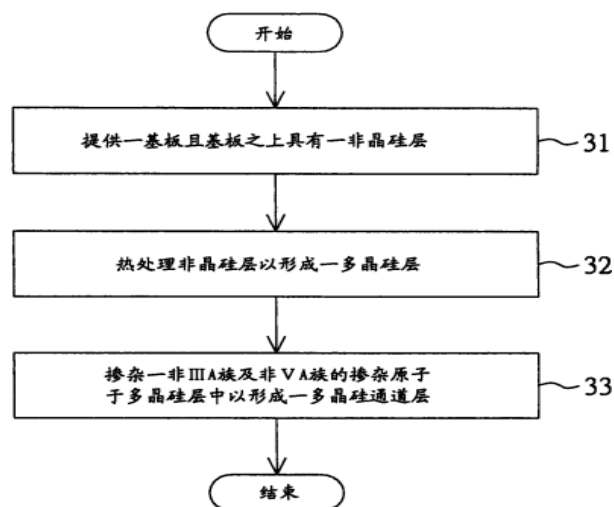 开始
提供一基板且基板之上具有一非晶硅层
31
热处理非晶硅层以形成一多晶硅层
32
掺杂一非ⅢA族及非ⅤA族的掺杂原子
于多晶硅层中以形成一多晶硅通道层
33
结束